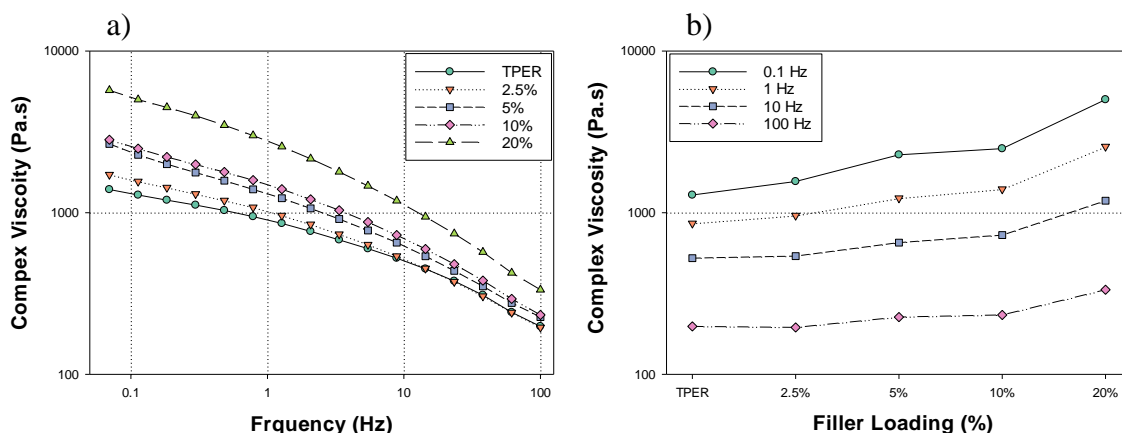 a)
b)
10000
1000
100
Compex Viscoity (Pa.s)
0.1
1
10
100
Frquency (Hz)
TPER
2.5%
5%
10%
20%
10000
1000
100
Complex Viscosity (Pa.s)
TPER
2.5%
5%
10%
20%
Filler Loading (%)
0.1 Hz
1 Hz
10 Hz
100 Hz